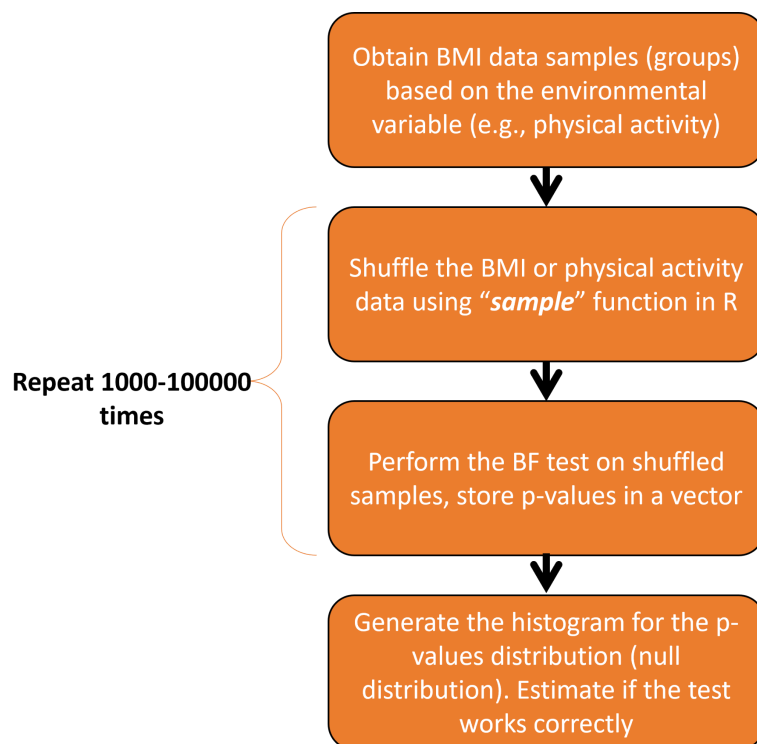 Obtain BMI data samples (groups)
based on the environmental
variable (e.g., physical activity)
Shuffle the BMI or physical activity
data using “sample” function in R
Repeat 1000-100000
times
Perform the BF test on shuffled
samples, store p-values in a vector
Generate the histogram for the p-
values distribution (null
distribution). Estimate if the test
works correctly